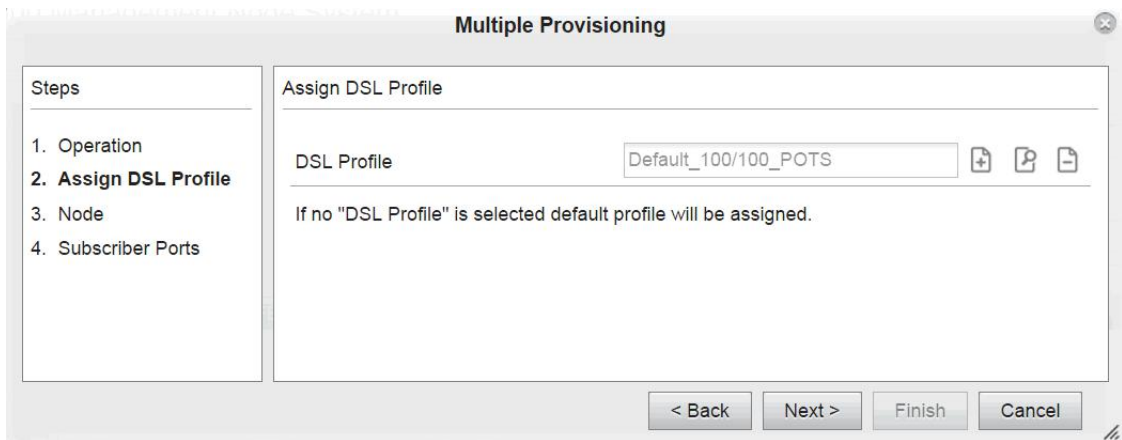 Multiple Provisioning
Steps
1. Operation
2. Assign DSL Profile
3. Node
4. Subscriber Ports
Assign DSL Profile
DSL Profile
Default_100/100_POTS
If no "DSL Profile" is selected default profile will be assigned.
< Back
Next >
Finish
Cancel